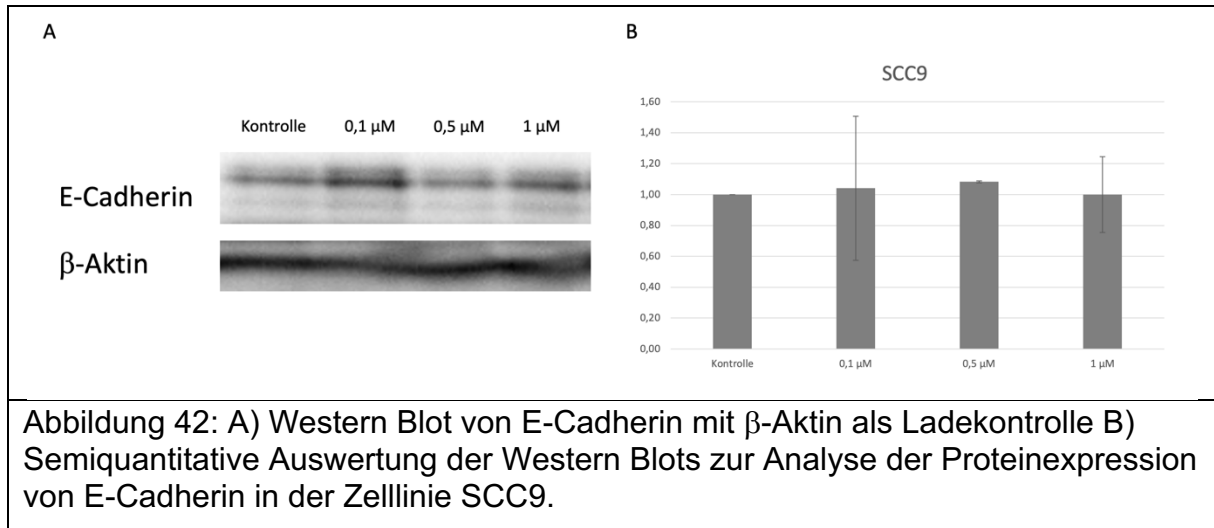 A
Kontrolle 0,1 µM 0,5 µM 1 µM
E-Cadherin
β-Aktin
B
SCC9
1,60
1,40
1,20
1,00
0,80
0,60
0,40
0,20
0,00
Kontrolle 0,1 µM 0,5 µM 1 µM
Abbildung 42: A) Western Blot von E-Cadherin mit β-Aktin als Ladekontrolle B)
Semiquantitative Auswertung der Western Blots zur Analyse der Proteinexpression
von E-Cadherin in der Zelllinie SCC9.